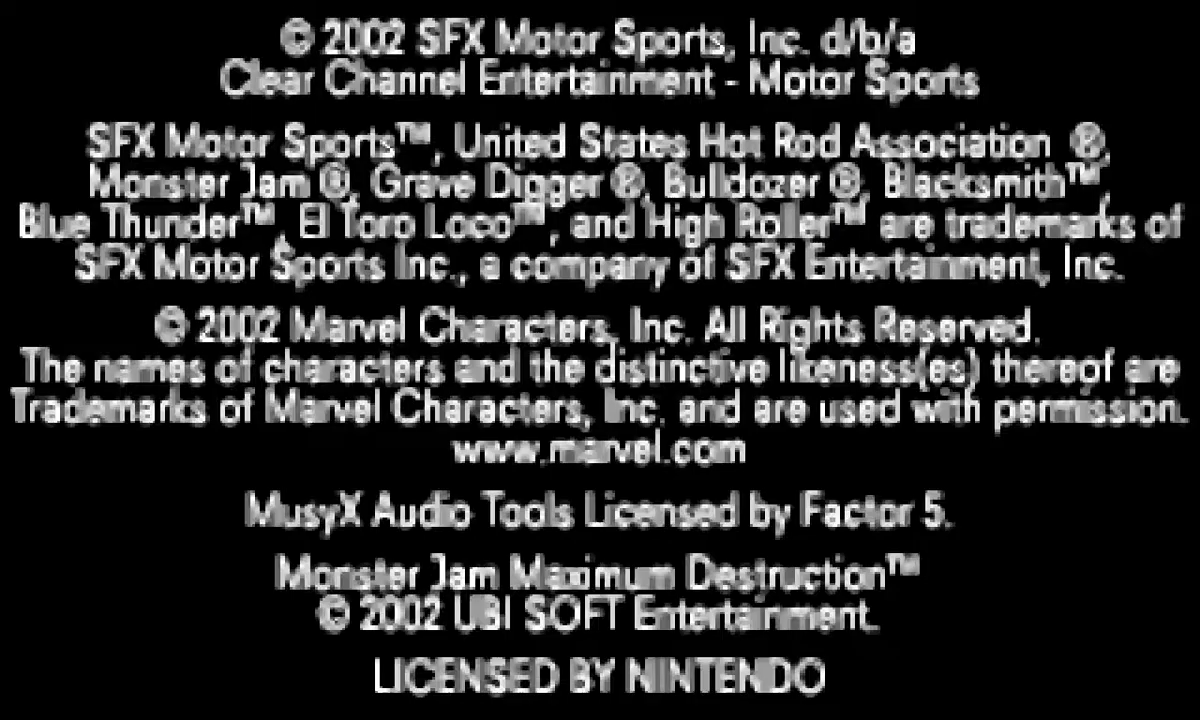 © 2002 SFX Motor Sports, Inc. d/b/a
Clear Channel Entertainment - Motor Sports
SFX Motor Sports™, United States Hot Rod Association ®,
Monster Jam ®, Grave Digger ®, Bulldozer ®, Blacksmith™,
Blue Thunder™, El Toro Loco™, and High Roller™ are trademarks of
SFX Motor Sports Inc., a company of SFX Entertainment, Inc.
© 2002 Marvel Characters, Inc. All Rights Reserved.
The names of characters and the distinctive likeness(es) thereof are
Trademarks of Marvel Characters, Inc. and are used with permission.
www.marvel.com
MusyX Audio Tools Licensed by Factor 5.
Monster Jam Maximum Destruction™
© 2002 UBI SOFT Entertainment.
LICENSED BY NINTENDO